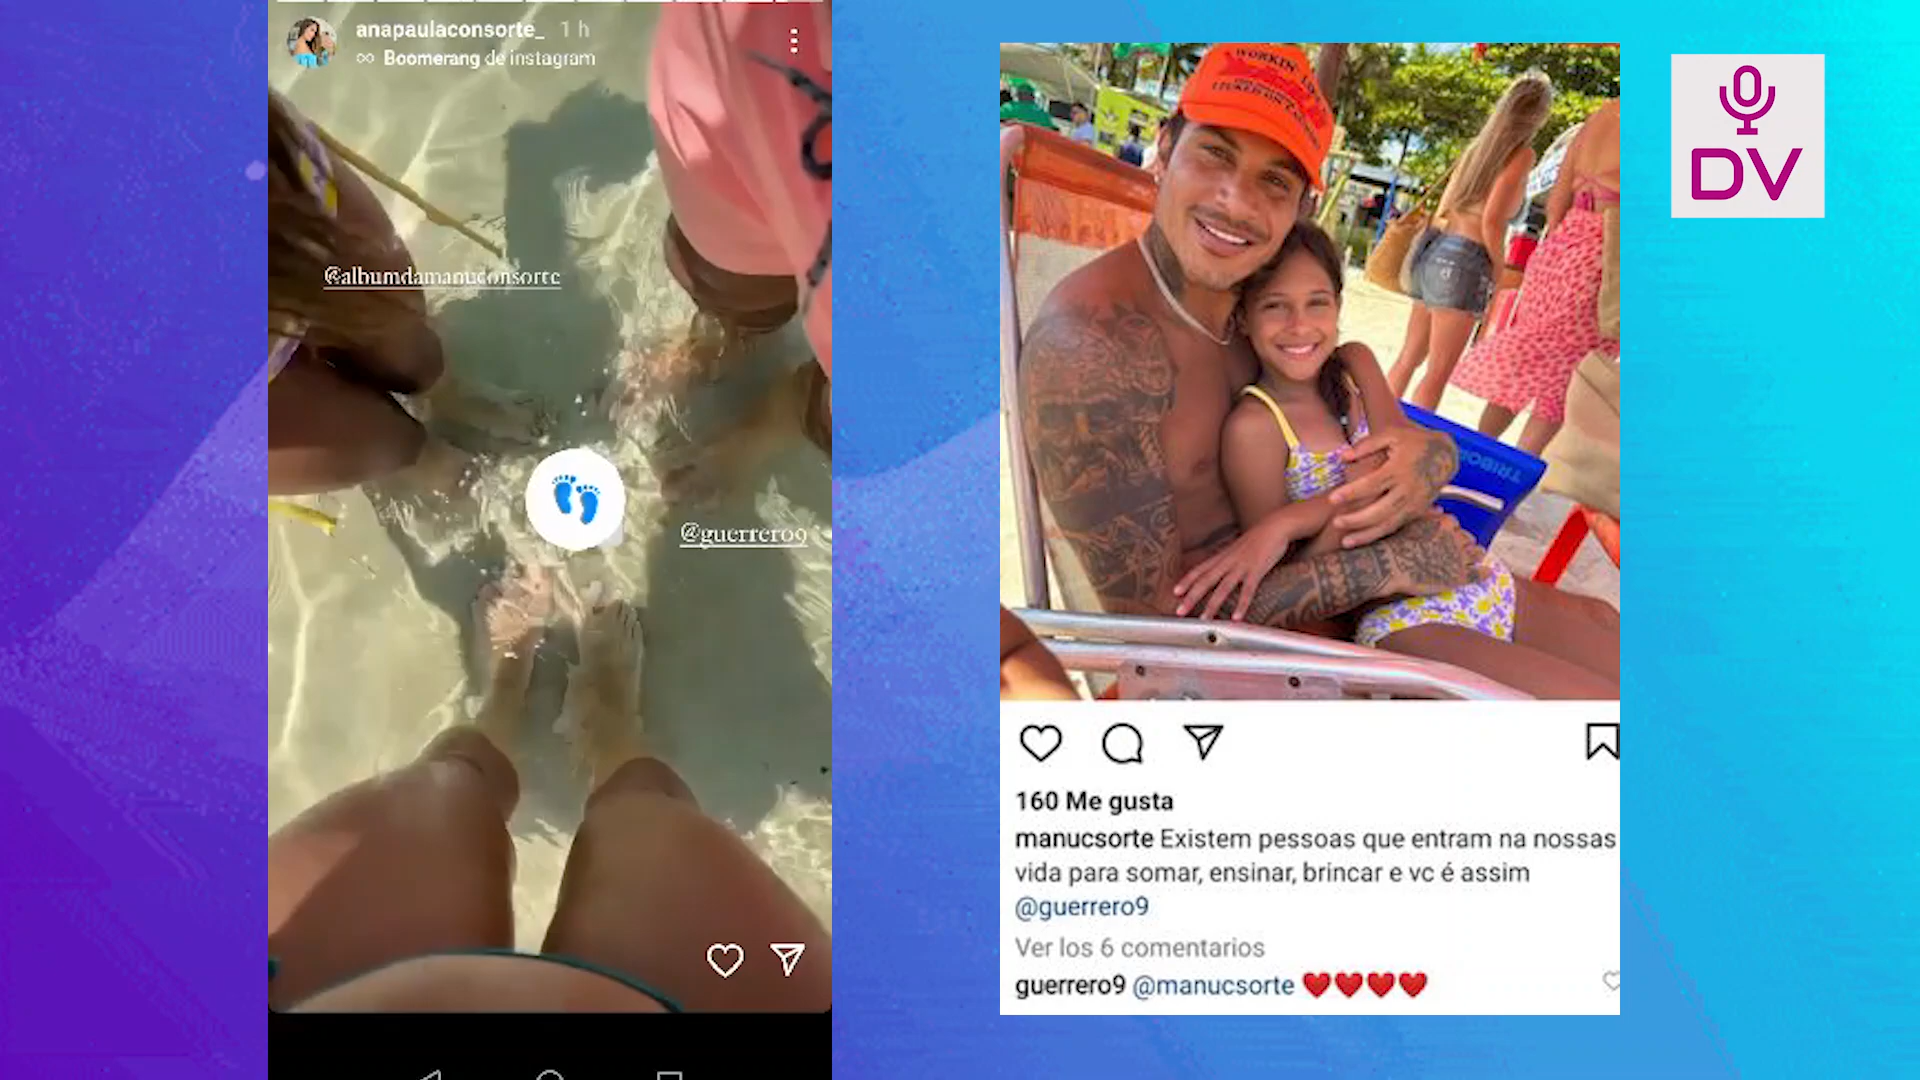 anapaulaconsorte_ 1 h
∞ Boomerang de instagram
@albumdamanuconsorte
@guerrero9
WORKIN'
DV
160 Me gusta
manucsorte Existem pessoas que entram na nossas
vida para somar, ensinar, brincar e vc é assim
@guerrero9
Ver los 6 comentarios
guerrero9 @manucsorte ❤️❤️❤️❤️